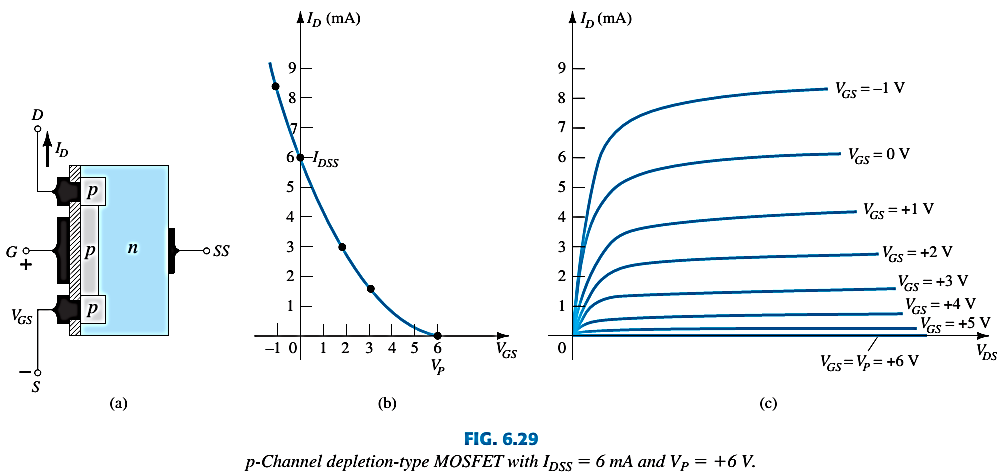 D
I_D
p
p
p
n
G
+
SS
V_GS
–
S
(a)
I_D (mA)
9
8
7
6
I_DSS
5
4
3
2
1
–1 0 1 2 3 4 5 6
V_P
V_GS
(b)
I_D (mA)
9
8
7
6
5
4
3
2
1
0
V_GS = –1 V
V_GS = 0 V
V_GS = +1 V
V_GS = +2 V
V_GS = +3 V
V_GS = +4 V
V_GS = +5 V
V_GS = V_P = +6 V
V_DS
(c)
FIG. 6.29
p-Channel depletion-type MOSFET with I_DSS = 6 mA and V_P = +6 V.